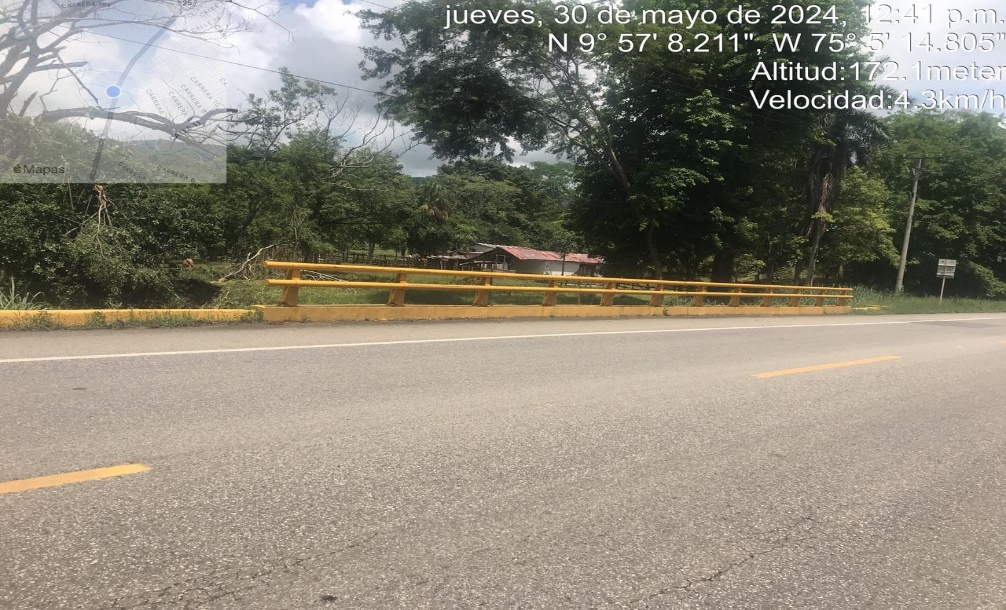 jueves, 30 de mayo de 2024, 12:41 p.m.
N 9° 57' 8.211", W 75° 5' 14.805"
Altitud:172.1meter
Velocidad:4.3km/h
Mapas